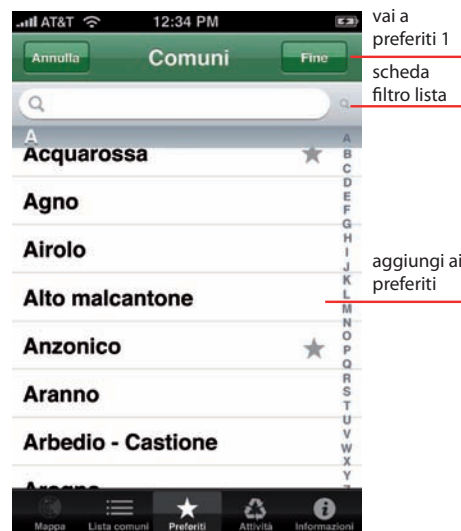 AT&T 12:34 PM
vai a
preferiti 1
Annulla Comuni Fine
scheda
filtro lista
A
Acquarossa
Agno
Airolo
Alto malcantone
aggiungi ai
preferiti
Anzonico
Aranno
Arbedio - Castione
A
B
C
D
E
F
G
H
I
J
K
L
M
N
O
P
Q
R
S
T
U
V
W
X
Y
Mappa Lista comuni Preferiti Attività Informazioni